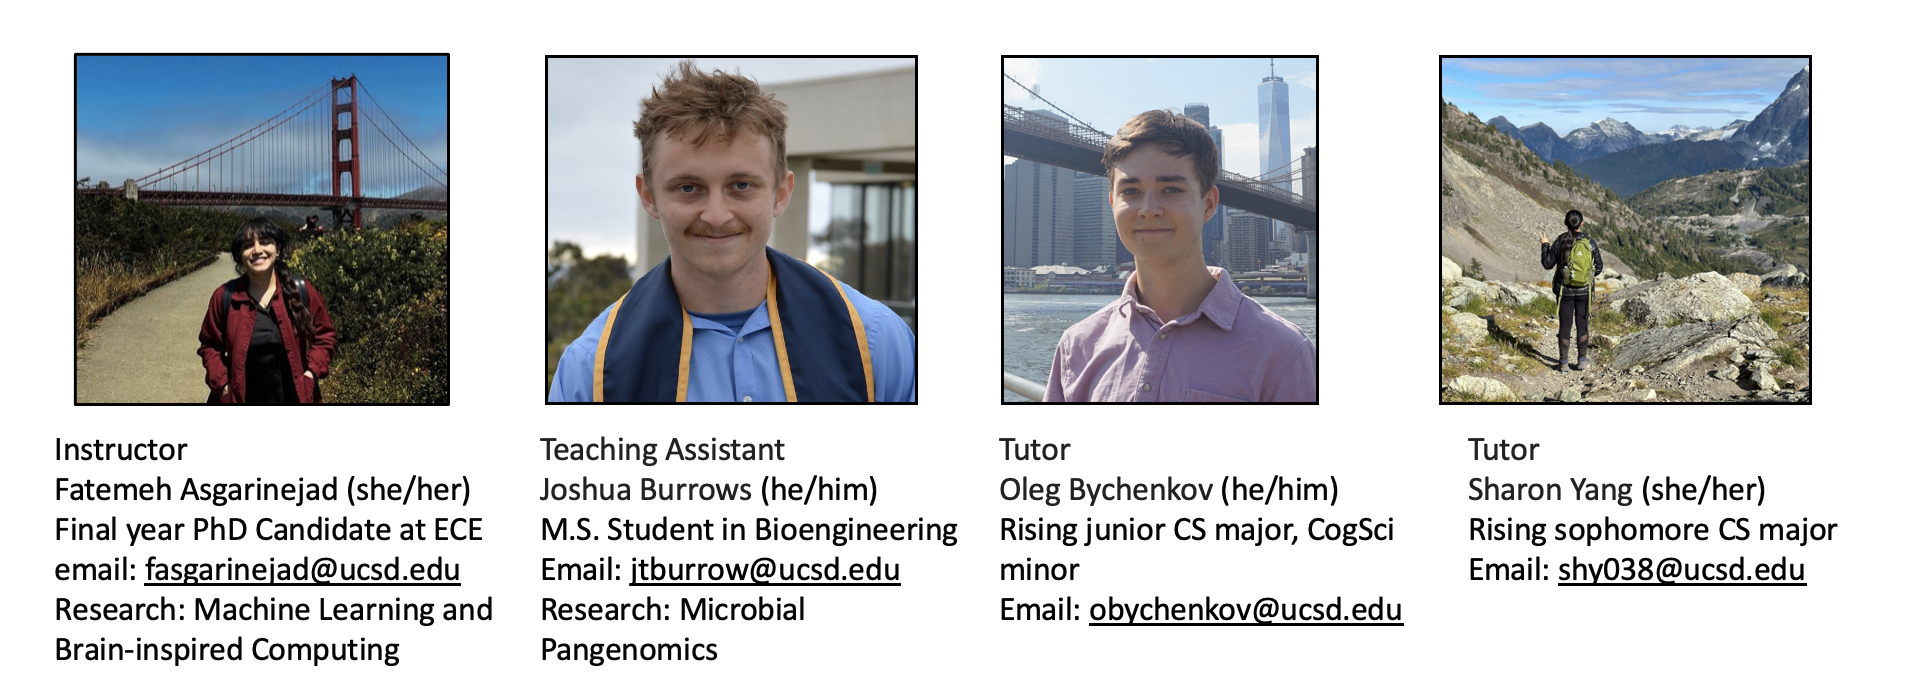 Instructor
Fatemeh Asgarinejad (she/her)
Final year PhD Candidate at ECE
email: fasgarinejad@ucsd.edu
Research: Machine Learning and
Brain-inspired Computing
Teaching Assistant
Joshua Burrows (he/him)
M.S. Student in Bioengineering
Email: jtburrow@ucsd.edu
Research: Microbial
Pangenomics
Tutor
Oleg Bychenkov (he/him)
Rising junior CS major, CogSci
minor
Email: obychenkov@ucsd.edu
Tutor
Sharon Yang (she/her)
Rising sophomore CS major
Email: shy038@ucsd.edu